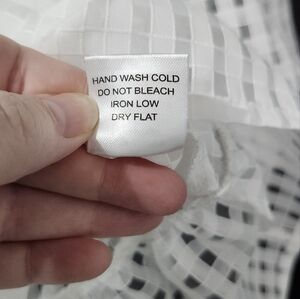 HAND WASH COLD
DO NOT BLEACH
IRON LOW
DRY FLAT